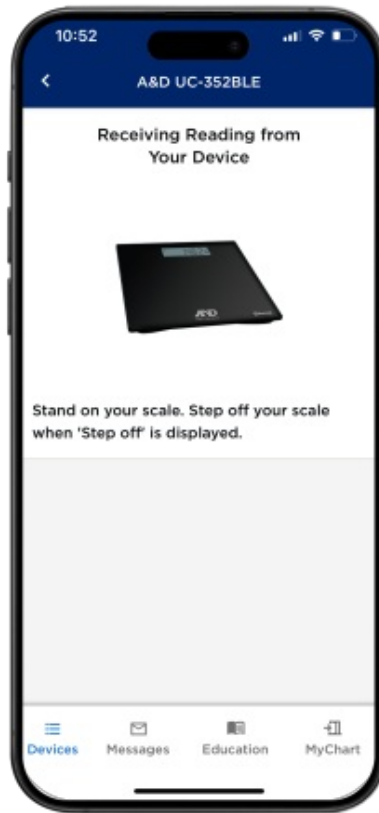 10:52
A&D UC-352BLE
Receiving Reading from
Your Device
AND
Stand on your scale. Step off your scale
when 'Step off' is displayed.
Devices Messages Education MyChart